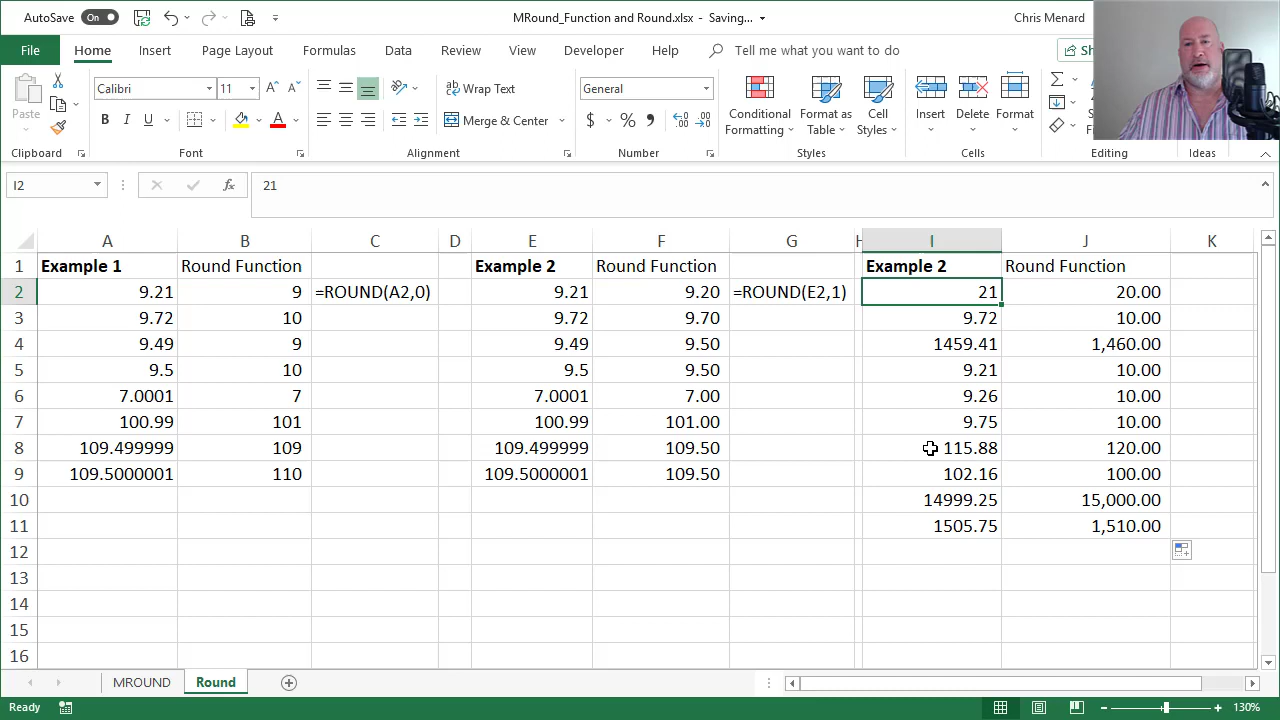 AutoSave On MRound_Function and Round.xlsx - Saving... Chris Menard
File Home Insert Draw Page Layout Formulas Data Review View Developer Help Tell me what you want to do
Paste Calibri 11 Wrap Text General Conditional Format as Cell Insert Delete Format
B I U Merge & Center $ % Formatting Table Styles
Clipboard Font Alignment Number Styles Cells Editing Ideas
I2 fx 21
A B C D E F G H I J K
1 Example 1 Round Function Example 2 Round Function Example 2 Round Function
2 9.21 9 =ROUND(A2,0) 9.21 9.20 =ROUND(E2,1) 21 20.00
3 9.72 10 9.72 9.70 9.72 10.00
4 9.49 9 9.49 9.50 1459.41 1,460.00
5 9.5 10 9.5 9.50 9.21 10.00
6 7.0001 7 7.0001 7.00 9.26 10.00
7 100.99 101 100.99 101.00 9.75 10.00
8 109.499999 109 109.499999 109.50 115.88 120.00
9 109.5000001 110 109.5000001 109.50 102.16 100.00
10 14999.25 15,000.00
11 1505.75 1,510.00
12
13
14
15
16
MROUND Round
Ready 130%